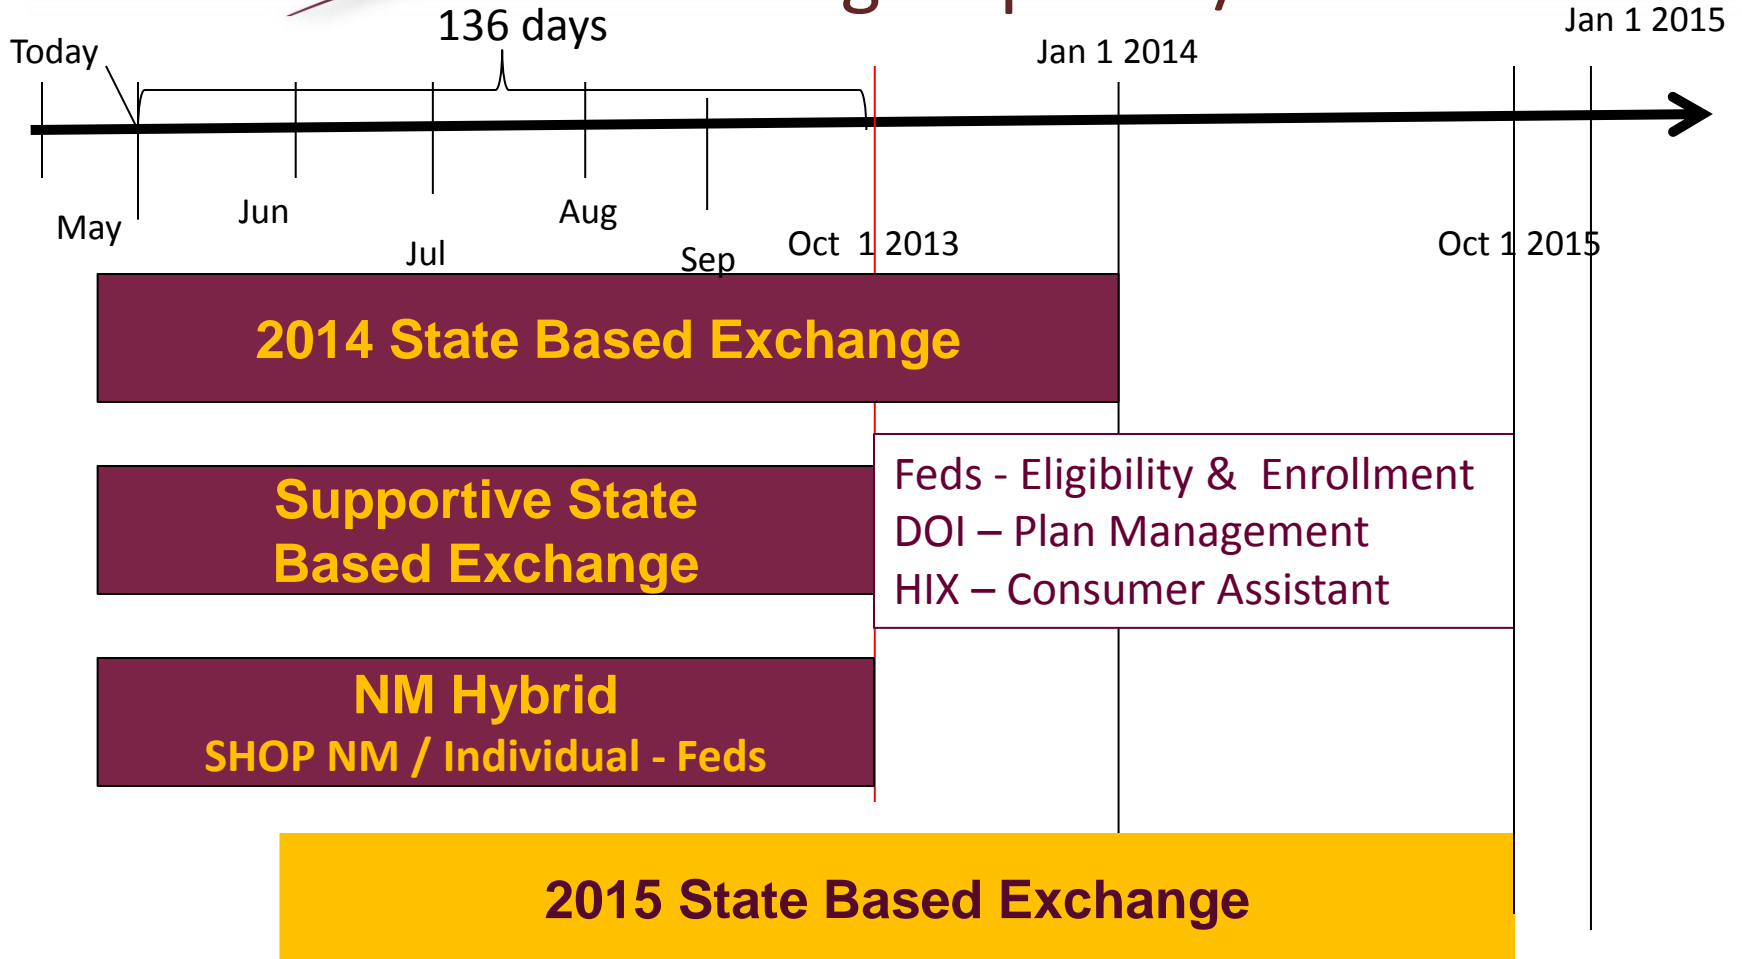 136 days
Jan 1 2015
Today
Jan 1 2014
May
Jun
Jul
Aug
Sep
Oct 1 2013
Oct 1 2015
2014 State Based Exchange
Supportive State
Based Exchange
Feds - Eligibility & Enrollment
DOI – Plan Management
HIX – Consumer Assistant
NM Hybrid
SHOP NM / Individual - Feds
2015 State Based Exchange